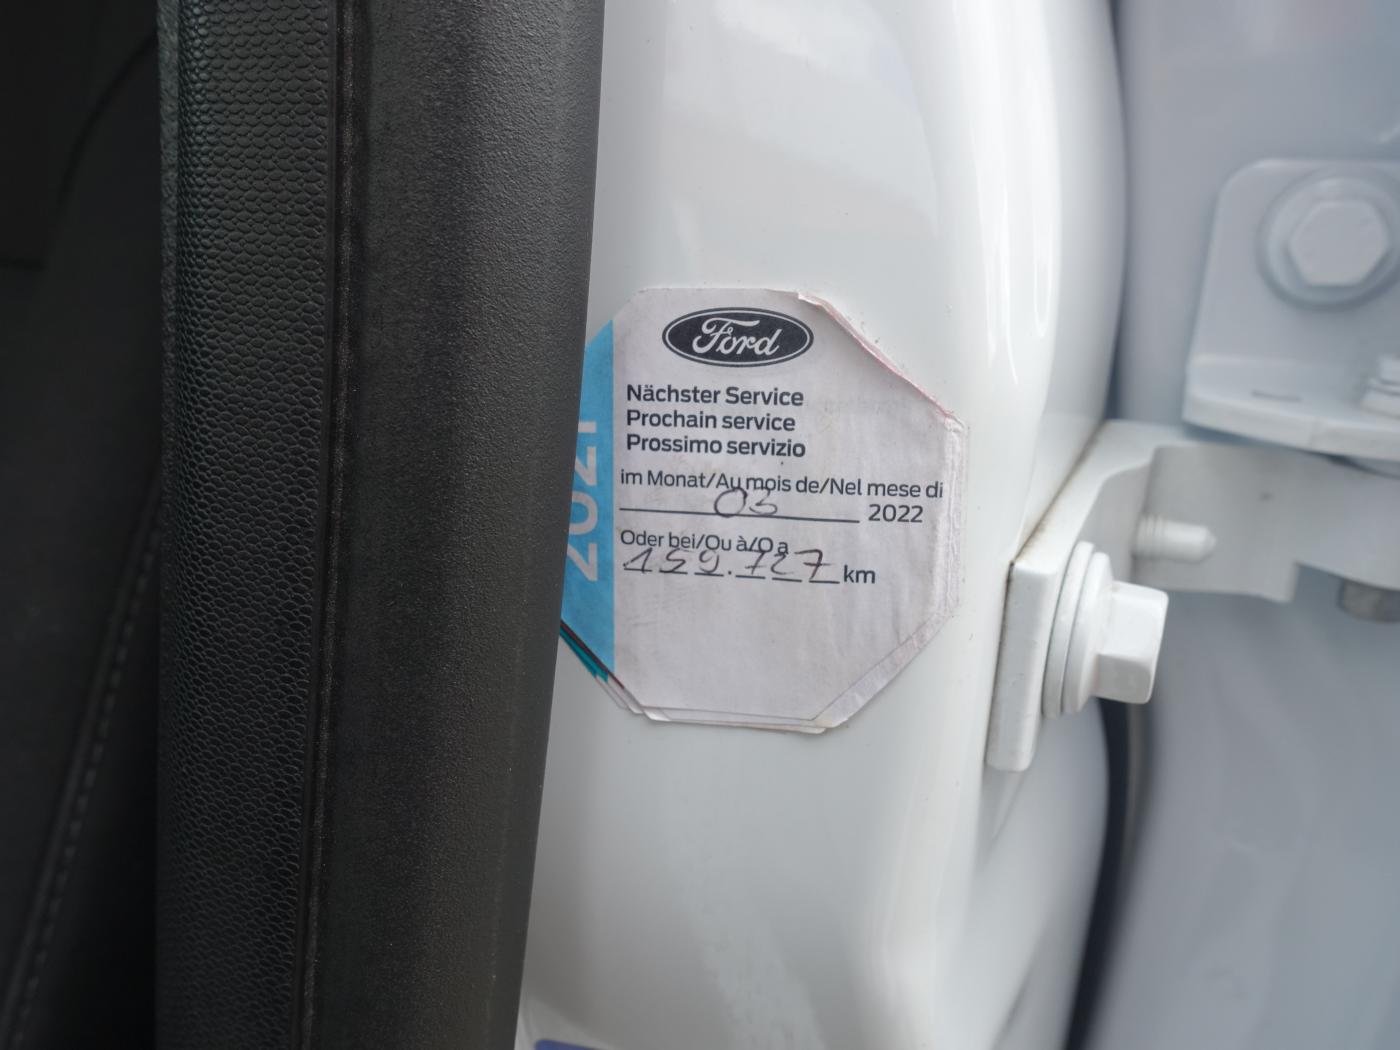 Ford
Nächster Service
Prochain service
Prossimo servizio
im Monat/Au mois de/Nel mese di
03 2022
Oder bei/Ou à/O a
159.727 km
2021